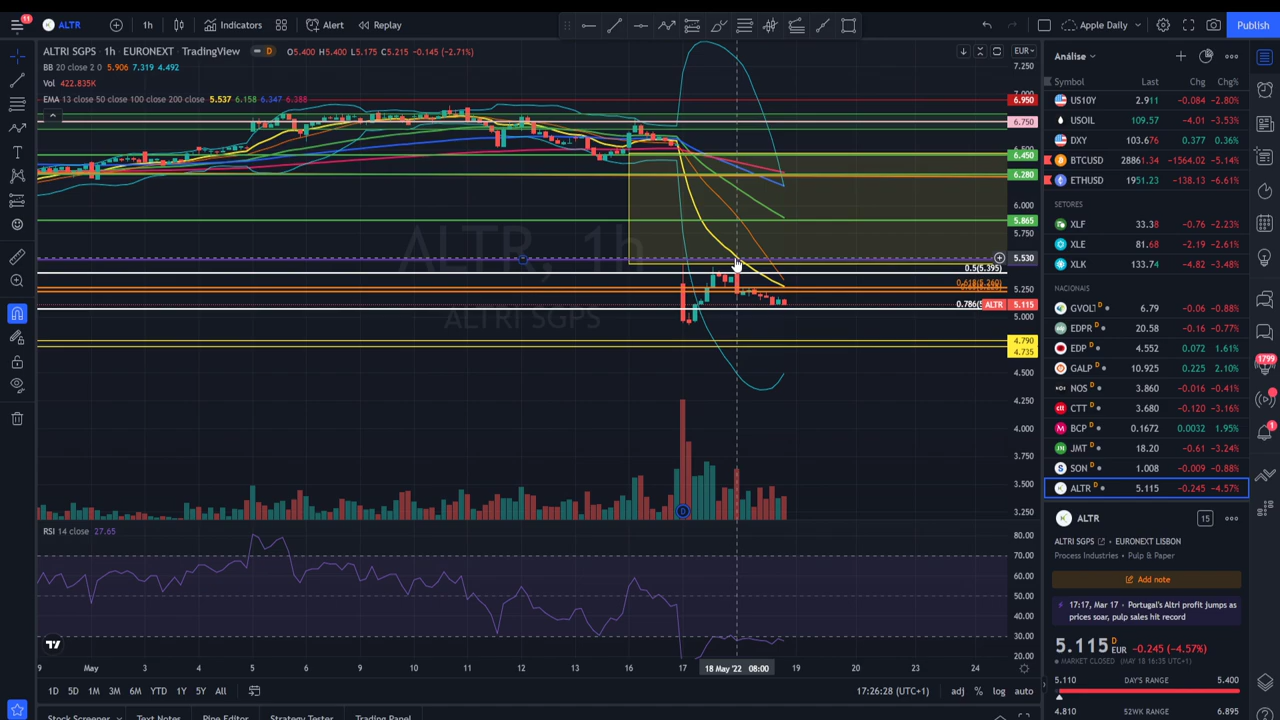 11 ALTR 1h Indicators Alert Replay Apple Daily Publish
ALTRI SGPS · 1h · EURONEXT · TradingView D O5.400 H5.400 L5.175 C5.215 -0.145 (-2.71%)
BB 20 close 2 0 5.906 7.319 4.492
Vol 422.835K
EMA 13 close 50 close 100 close 200 close 5.537 6.158 6.347 6.388
ALTR, 1h
ALTRI SGPS
0.5(5.395)
0.786(5
EUR
7.250
7.000
6.950
6.750
6.500
6.450
6.280
6.000
5.865
5.750
5.530
5.250
ALTR 5.115
5.000
4.790
4.735
4.500
4.250
4.000
3.750
3.500
3.250
D
RSI 14 close 27.65
80.00
70.00
60.00
50.00
40.00
30.00
20.00
9 May 3 4 5 6 9 10 11 12 13 16 17 18 May '22 08:00 19 20 23 24
1D 5D 1M 3M 6M YTD 1Y 5Y All 17:26:28 (UTC+1) adj % log auto
Stock Screener Text Notes Pine Editor Strategy Tester Trading Panel
Análise
Symbol Last Chg Chg%
US10Y 2.911 -0.084 -2.80%
USOIL 109.57 -4.01 -3.53%
DXY 103.676 0.377 0.36%
BTCUSD 28861.34 -1564.02 -5.14%
ETHUSD 1951.23 -138.13 -6.61%
SETORES
XLF 33.38 -0.76 -2.23%
XLE 81.68 -2.19 -2.61%
XLK 133.74 -4.82 -3.48%
NACIONAIS
GVOLT D 6.79 -0.06 -0.88%
EDPR D 20.58 -0.16 -0.77%
EDP D 4.552 0.072 1.61%
GALP D 10.925 0.225 2.10%
NOS D 3.860 -0.016 -0.41%
CTT D 3.680 -0.120 -3.16%
BCP D 0.1672 0.0032 1.95%
JMT D 18.20 -0.61 -3.24%
SON D 1.008 -0.009 -0.88%
ALTR D 5.115 -0.245 -4.57%
ALTR 15
ALTRI SGPS EURONEXT LISBON
Process Industries • Pulp & Paper
Add note
17:17, Mar 17 • Portugal's Altri profit jumps as
prices soar, pulp sales hit record
5.115 D EUR -0.245 (-4.57%)
MARKET CLOSED (MAY 18 16:35 UTC+1)
5.110 DAY'S RANGE 5.400
4.810 52WK RANGE 6.895
1799
1